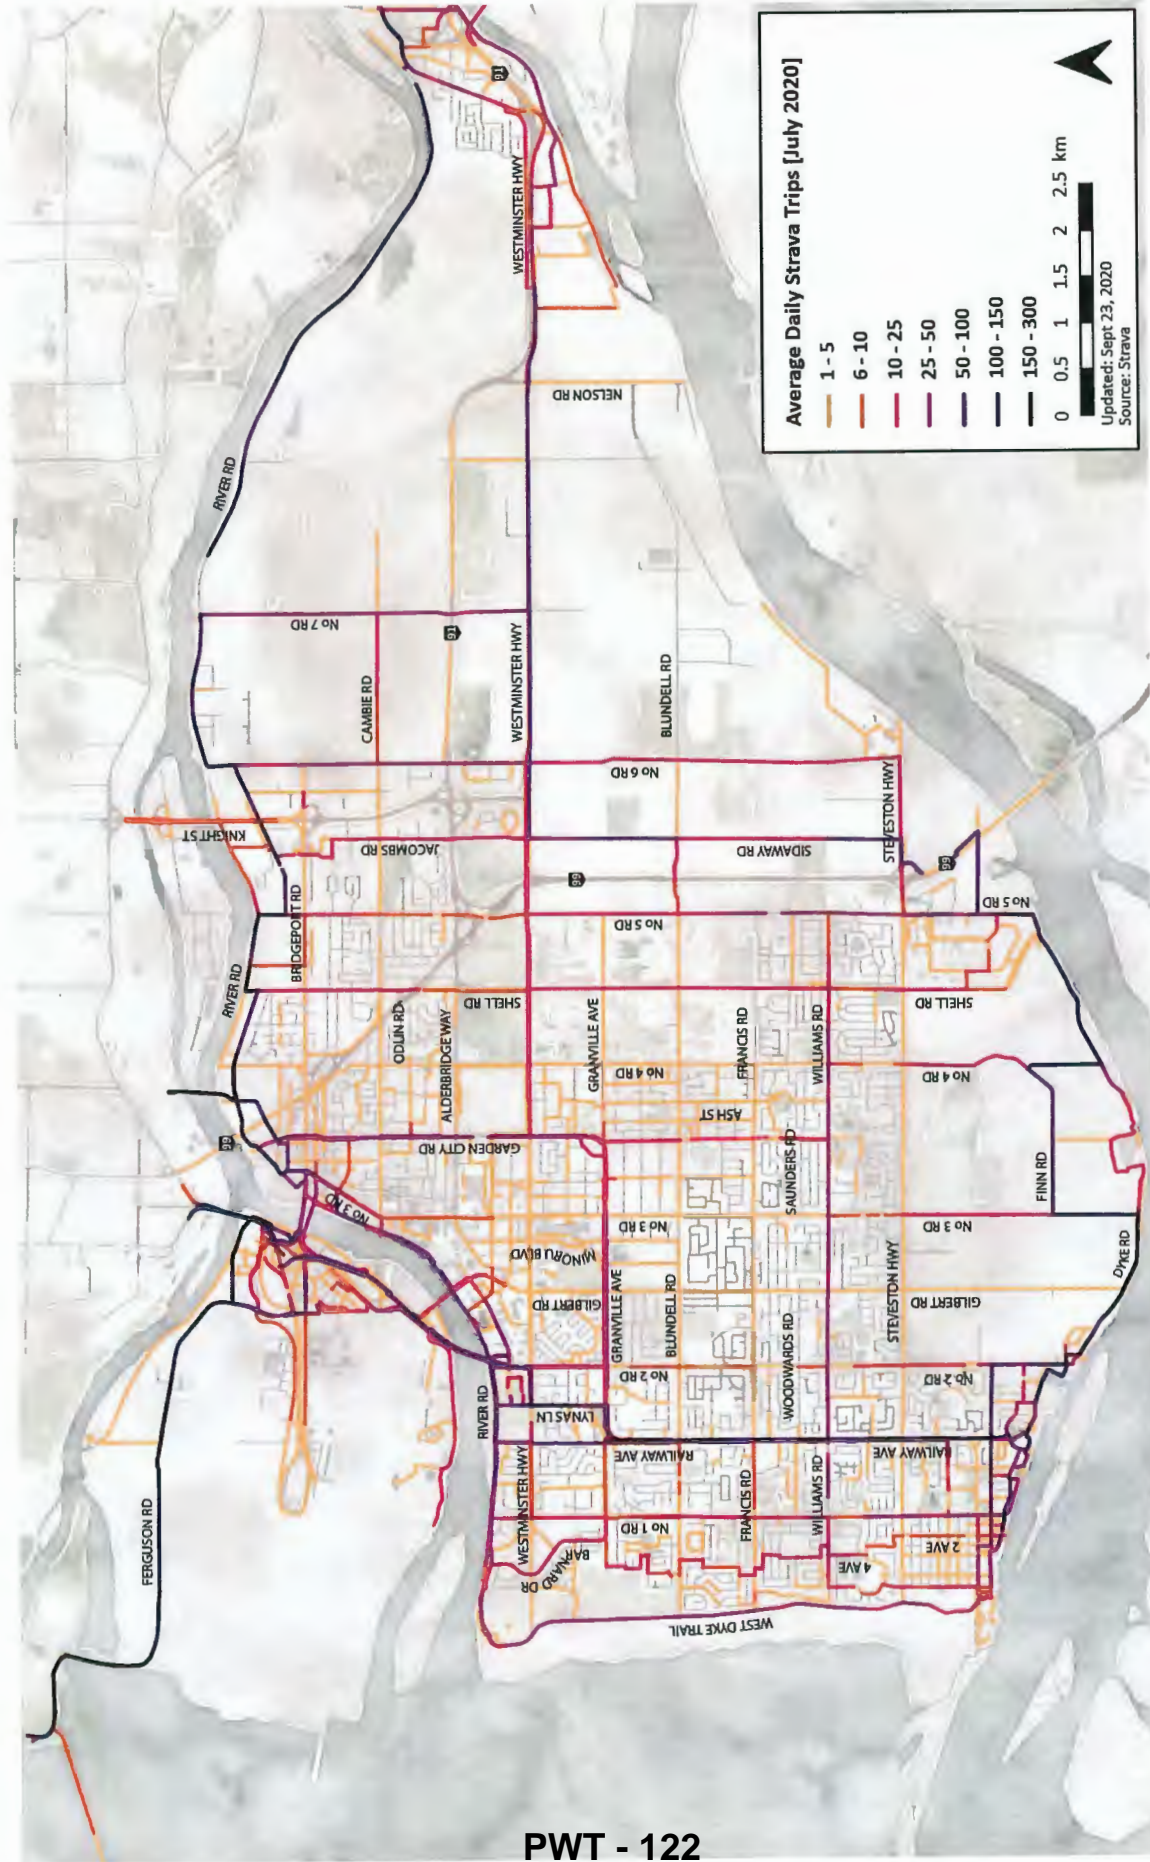 Average Daily Strava Trips [July 2020]
1 - 5
6 - 10
10 - 25
25 - 50
50 - 100
100 - 150
150 - 300
0 0.5 1 1.5 2 2.5 km
Updated: Sept 23, 2020
Source: Strava
FERGUSON RD
RIVER RD
RIVER RD
RIVER RD
KNIGHT ST
BRIDGEPORT RD
99
No 3 RD
JACOMBS RD
CAMBIE RD
No 7 RD
ODLIN RD
ALDERBRIDGE WAY
GARDEN CITY RD
SHELL RD
91
91
WESTMINSTER HWY
WESTMINSTER HWY
WESTMINSTER HWY
MINORU BLVD
GILBERT RD
LYNAS LN
BARNARD DR
99
GRANVILLE AVE
GRANVILLE AVE
NELSON RD
No 1 RD
RAILWAY AVE
No 2 RD
No 3 RD
No 4 RD
No 5 RD
No 6 RD
BLUNDELL RD
BLUNDELL RD
WEST DYKE TRAIL
FRANCIS RD
FRANCIS RD
ASH ST
SIDAWAY RD
WOODWARDS RD
SAUNDERS RD
WILLIAMS RD
WILLIAMS RD
4 AVE
RAILWAY AVE
STEVESTON HWY
STEVESTON HWY
2 AVE
No 2 RD
GILBERT RD
No 3 RD
No 4 RD
SHELL RD
99
No 5 RD
FINN RD
DYKE RD
PWT - 122